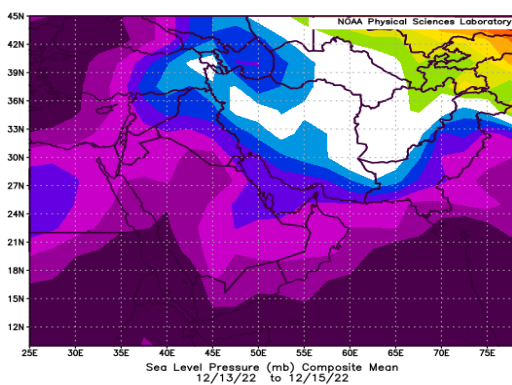 NOAA Physical Sciences Laboratory
45N
42N
39N
36N
33N
30N
27N
24N
21N
18N
15N
12N
25E 30E 35E 40E 45E 50E 55E 60E 65E 70E 75E
Sea Level Pressure (mb) Composite Mean
12/13/22 to 12/15/22